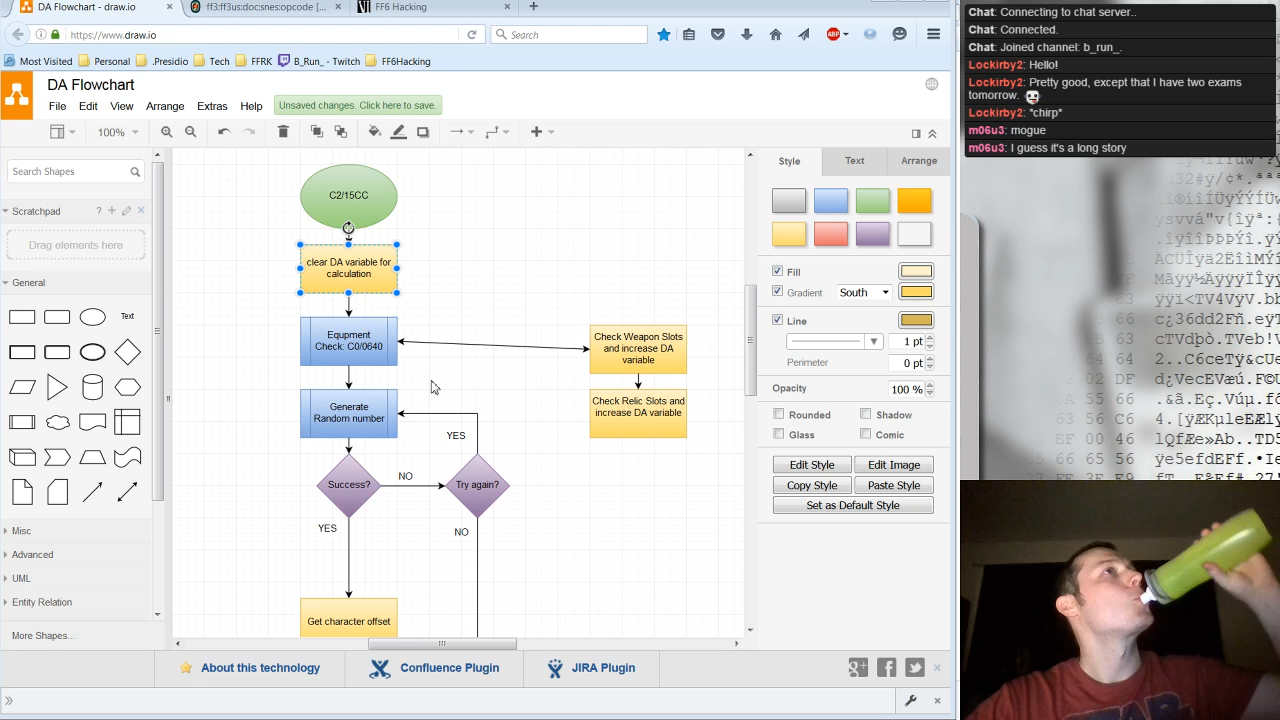 DA Flowchart - draw.io
ff3:ff3us:doc:snes:opcode [...
FF6 Hacking
https://www.draw.io
Search
Most Visited
Personal
.Presidio
Tech
FFRK
B_Run_ - Twitch
FF6Hacking
DA Flowchart
File Edit View Arrange Extras Help
Unsaved changes. Click here to save.
100%
Search Shapes
Scratchpad
?
Drag elements here
General
Text
Misc
Advanced
UML
Entity Relation
More Shapes...
C2/15CC
clear DA variable for
calculation
Equpment
Check: C0/0640
Generate
Random number
Success?
NO
Try again?
YES
YES
NO
Get character offset
Check Weapon Slots
and increase DA
variable
Check Relic Slots and
increase DA variable
Style Text Arrange
Fill
Gradient South
Line
1 pt
Perimeter 0 pt
Opacity 100 %
Rounded Shadow
Glass Comic
Edit Style Edit Image
Copy Style Paste Style
Set as Default Style
About this technology
Confluence Plugin
JIRA Plugin
Chat: Connecting to chat server..
Chat: Connected.
Chat: Joined channel: b_run_.
Lockirby2: Hello!
Lockirby2: Pretty good, except that I have two exams
tomorrow.
Lockirby2: *chirp*
m06u3: mogue
m06u3: I guess it's a long story